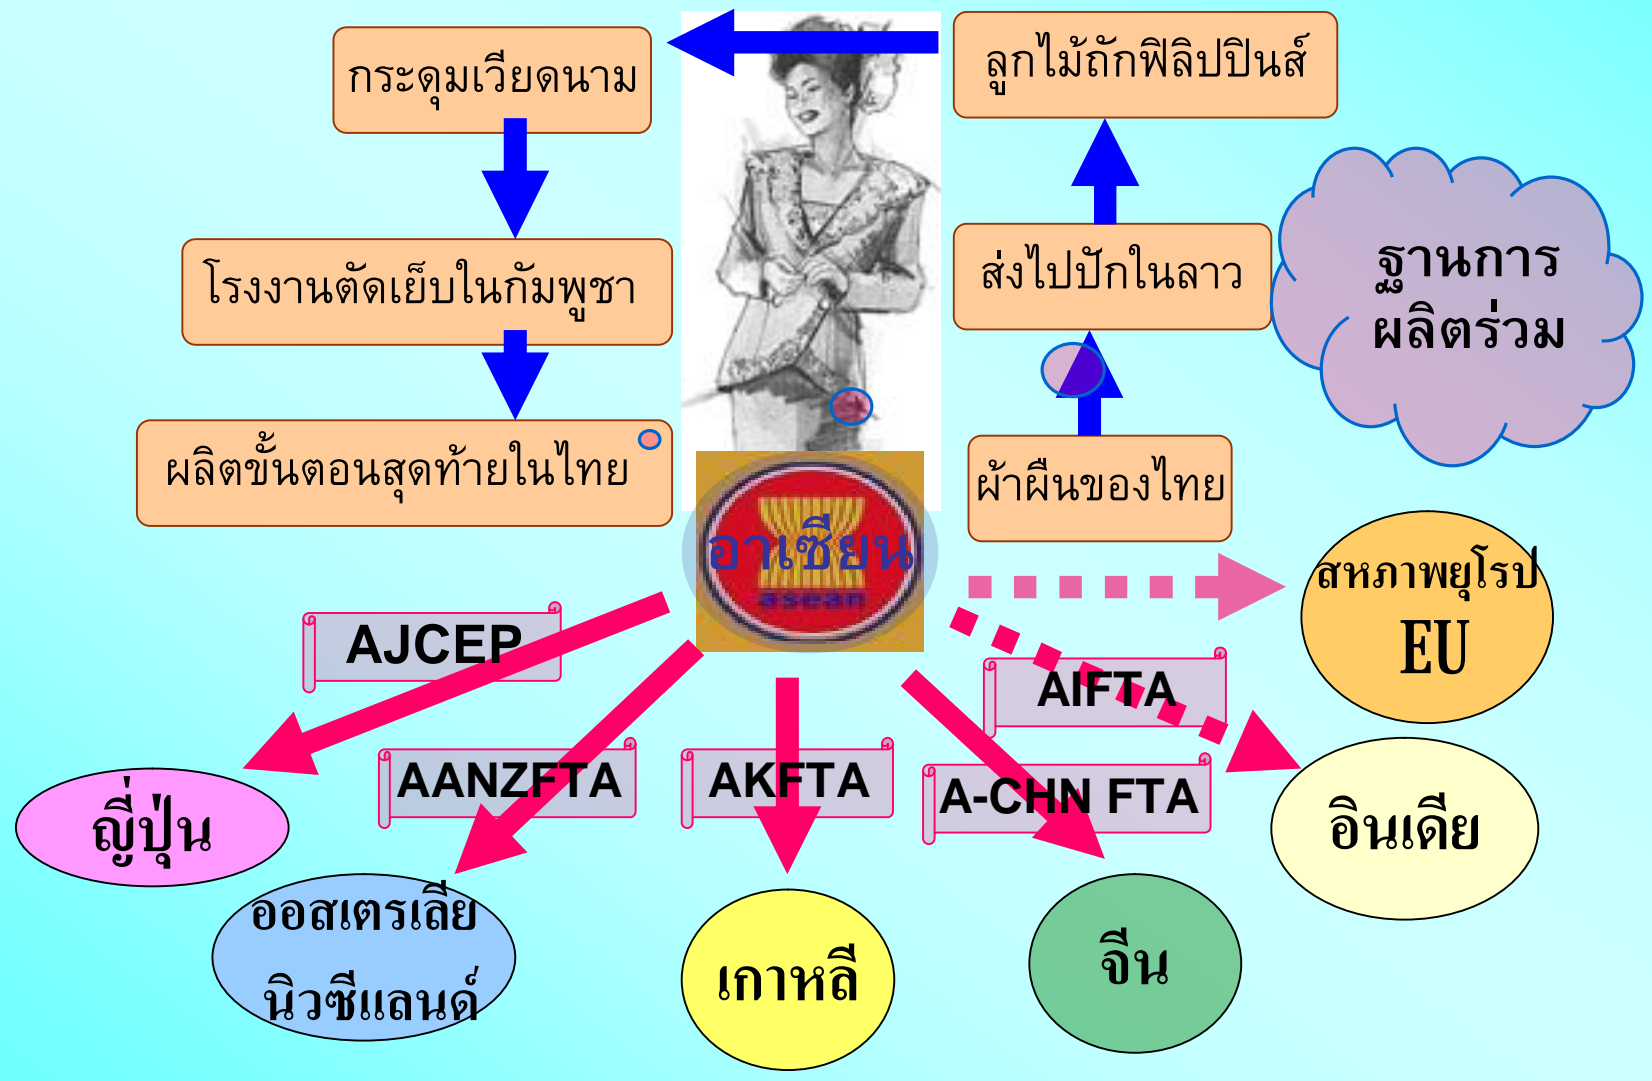 กระดุมเวียดนาม
ลูกไม้ถักฟิลิปปินส์
โรงงานตัดเย็บในกัมพูชา
ส่งไปปักในลาว
ฐานการ
ผลิตร่วม
ผลิตขั้นตอนสุดท้ายในไทย
ผ้าผืนของไทย
อาเซียน
asean
สหภาพยุโรป
EU
AJCEP
AIFTA
AANZFTA
AKFTA
A-CHN FTA
ญี่ปุ่น
อินเดีย
ออสเตรเลีย
นิวซีแลนด์
เกาหลี
จีน